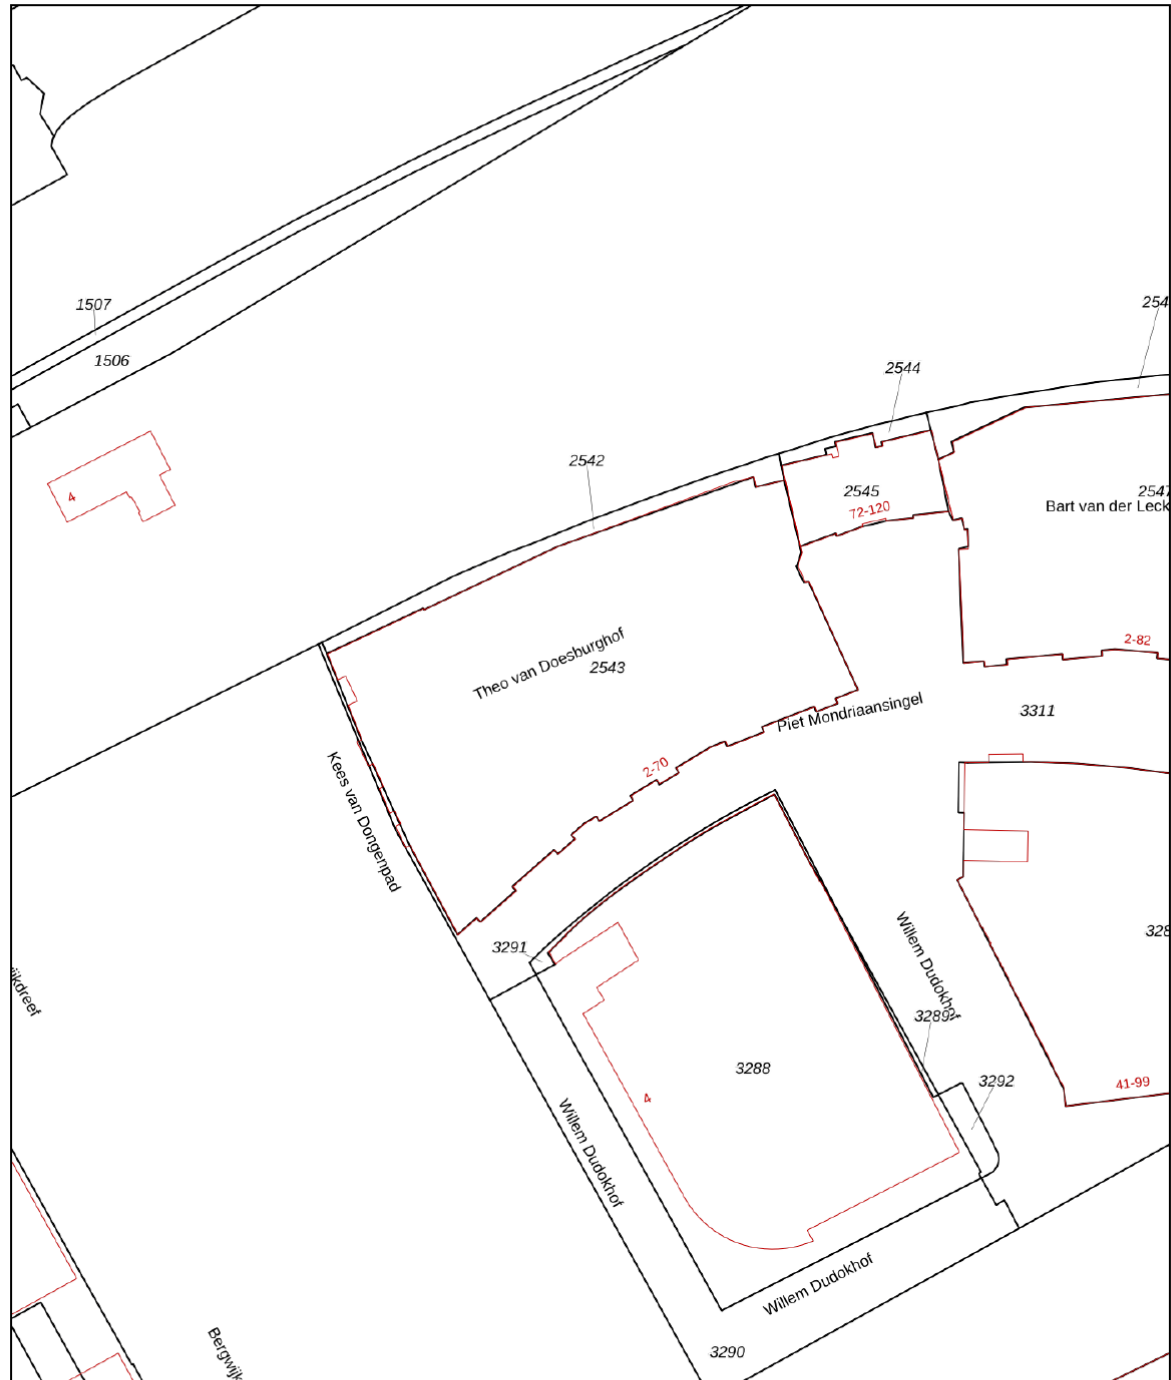 1507
254
1506
2544
2542
4
2545
2547
72-120
Bart van der Leck
Theo van Doesburghof
2543
2-82
Piet Mondriaansingel
3311
2-70
Kees van Dongenpad
3291
328
Willem Dudokhof
ijkdreef
3289
3288
3292
41-99
4
Willem Dudokhof
Willem Dudokhof
3290
Bergwijk